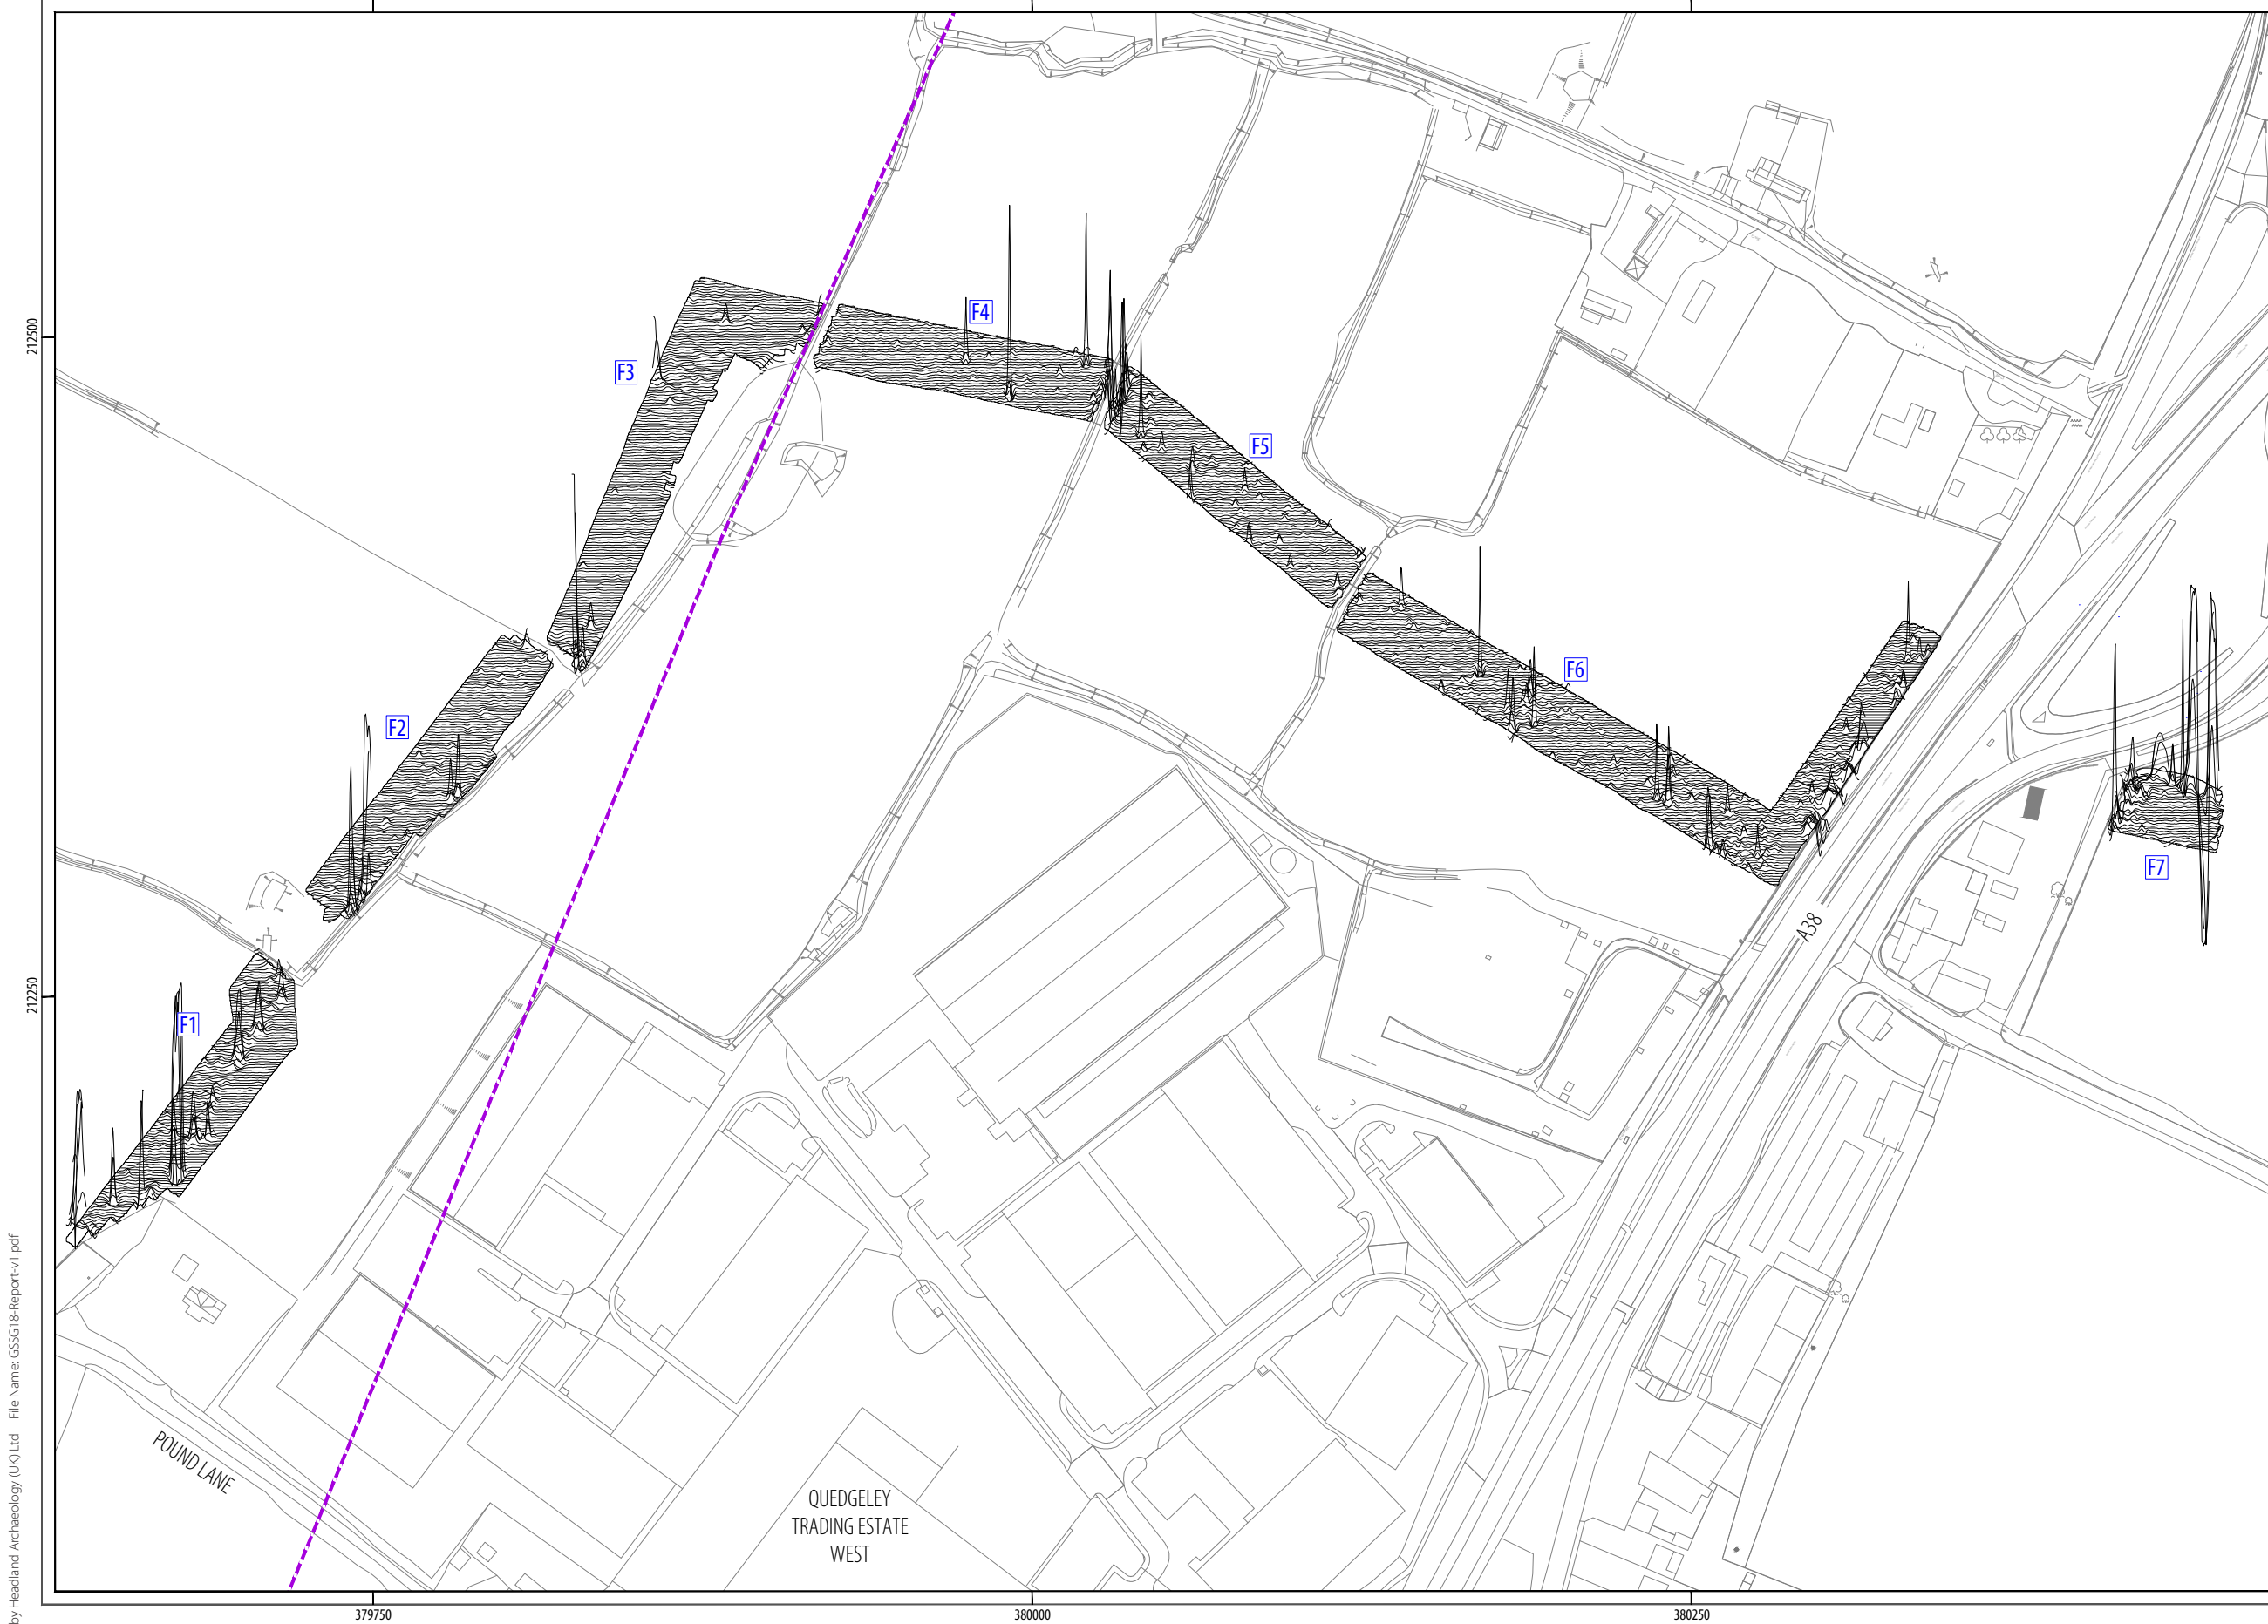 212500
212250
F4
F3
F5
F6
F2
F7
F1
A38
POUND LANE
QUEDGELEY
TRADING ESTATE
WEST
379750
380000
380250
by Headland Archaeology (UK) Ltd File Name: GSSG18-Report-v1.pdf